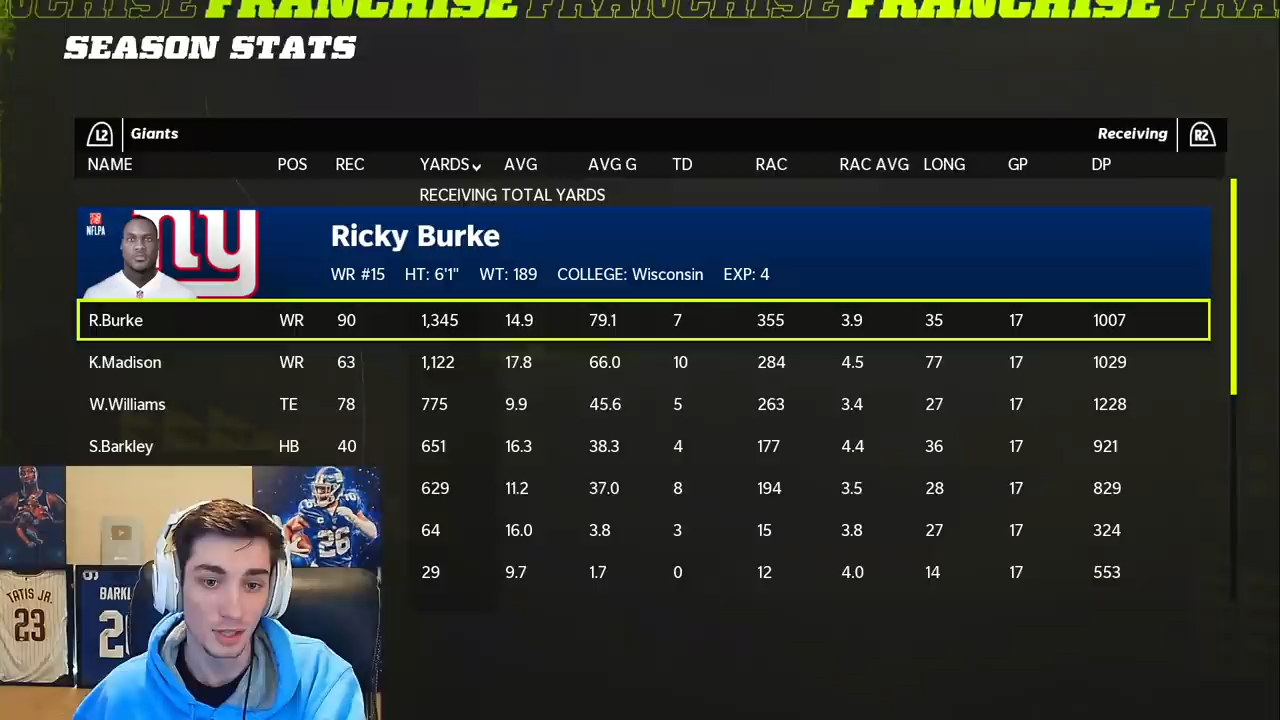 FRANCHISE FRANCHISE FRANCHISE FRANCHISE FRA
SEASON STATS
L2 Giants Receiving R2
NAME POS REC YARDS AVG AVG G TD RAC RAC AVG LONG GP DP
RECEIVING TOTAL YARDS
NFLPA ny Ricky Burke
WR #15 HT: 6'1" WT: 189 COLLEGE: Wisconsin EXP: 4
R.Burke WR 90 1,345 14.9 79.1 7 355 3.9 35 17 1007
K.Madison WR 63 1,122 17.8 66.0 10 284 4.5 77 17 1029
W.Williams TE 78 775 9.9 45.6 5 263 3.4 27 17 1228
S.Barkley HB 40 651 16.3 38.3 4 177 4.4 36 17 921
629 11.2 37.0 8 194 3.5 28 17 829
26
64 16.0 3.8 3 15 3.8 27 17 324
29 9.7 1.7 0 12 4.0 14 17 553
TATIS JR.
23
BARKL
2